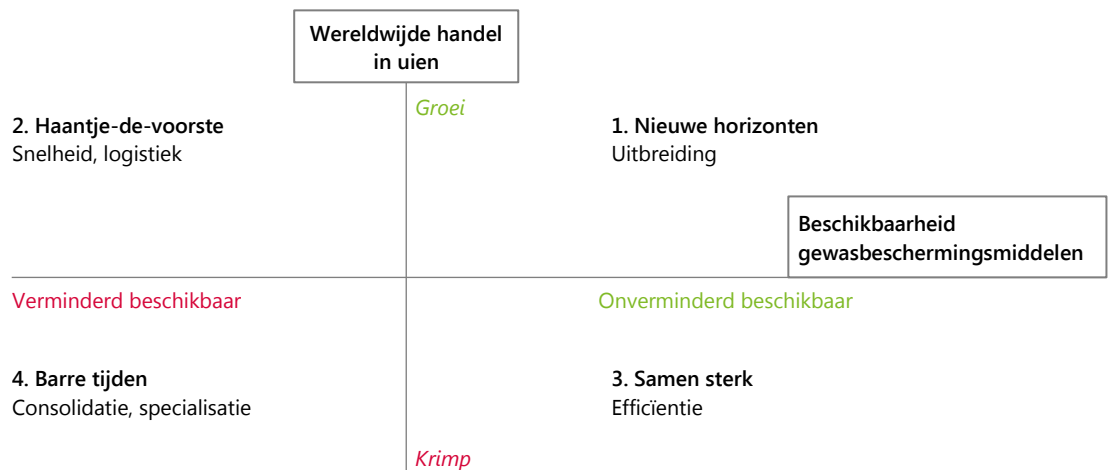 Wereldwijde handel
in uien
Groei
2. Haantje-de-voorste
Snelheid, logistiek
1. Nieuwe horizonten
Uitbreiding
Beschikbaarheid
gewasbeschermingsmiddelen
Verminderd beschikbaar
Onverminderd beschikbaar
4. Barre tijden
Consolidatie, specialisatie
3. Samen sterk
Efficïentie
Krimp